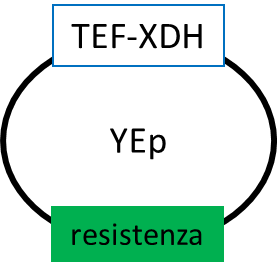 TEF-XDH
YEp
resistenza